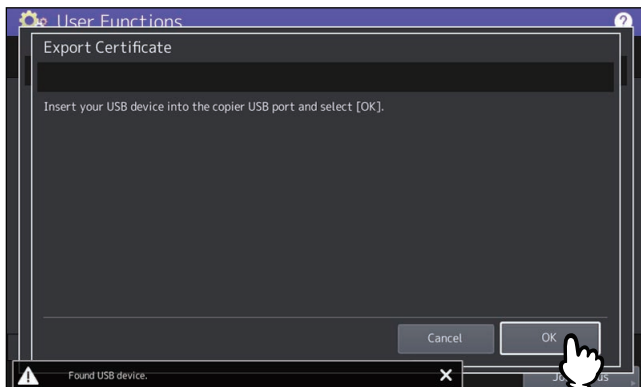 User Functions
?
Export Certificate
Insert your USB device into the copier USB port and select [OK].
Cancel
OK
Found USB device.